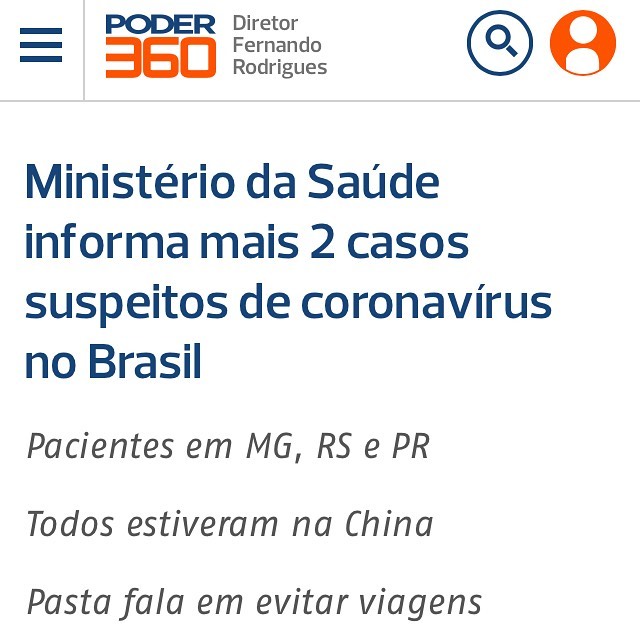 PODER
360
Diretor
Fernando
Rodrigues
Ministério da Saúde
informa mais 2 casos
suspeitos de coronavírus
no Brasil
Pacientes em MG, RS e PR
Todos estiveram na China
Pasta fala em evitar viagens